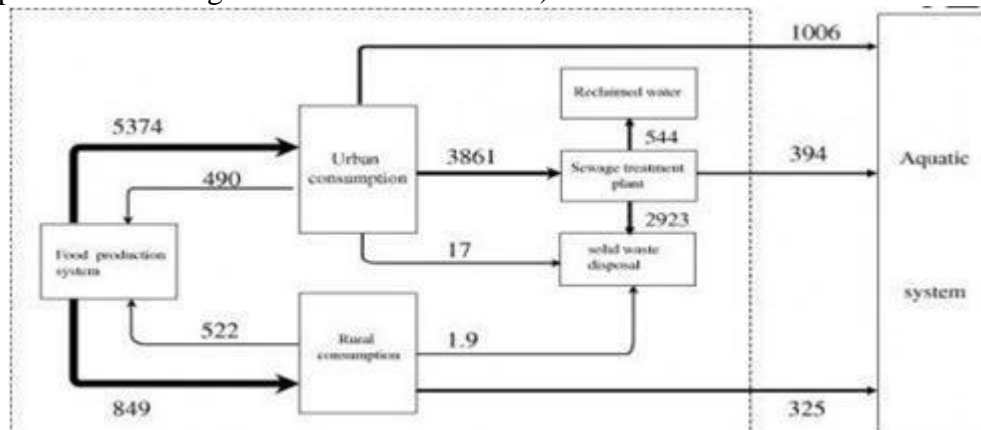 1006
Reclaimed water
5374
544
Urban
consumption
3861
394
Aquatic
Sewage treatment
plant
490
2923
Food production
system
17
solid waste
disposal
system
522
Rural
consumption
1.9
849
325